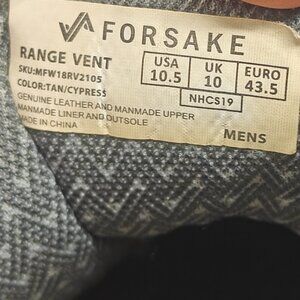 FORSAKE
RANGE VENT
SKU:MFW18RV2105
COLOR:TAN/CYPRESS
USA UK EURO
10.5 10 43.5
NHCS19
GENUINE LEATHER AND MANMADE UPPER
MANMADE LINER AND OUTSOLE
MADE IN CHINA
MENS